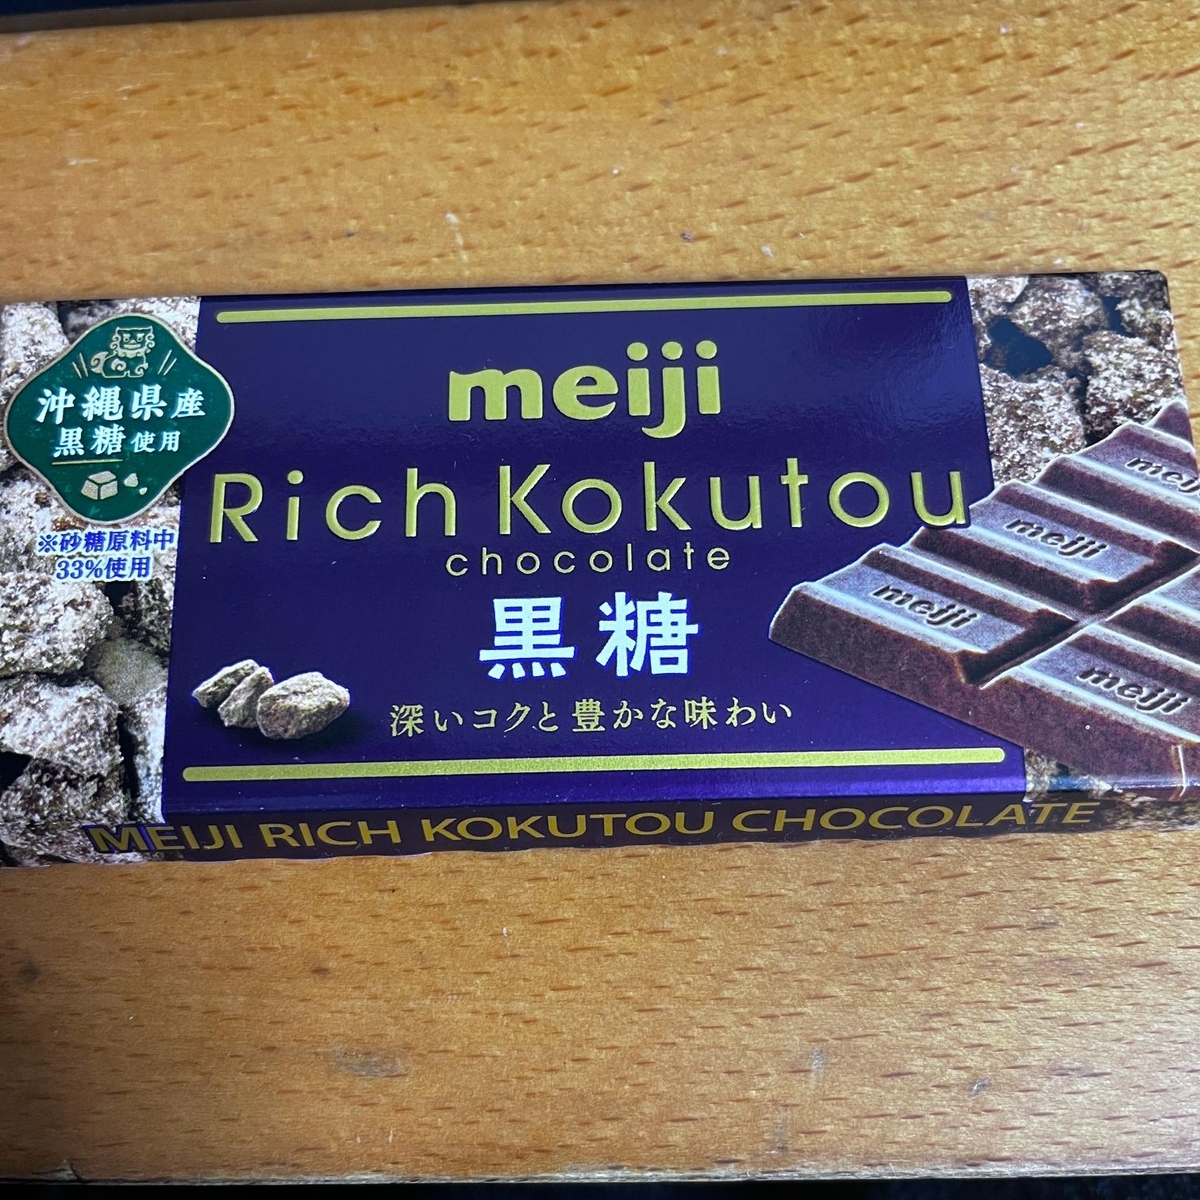 沖縄県産
黒糖使用
※砂糖原料中
33%使用
meiji
Rich Kokutou
chocolate
黒糖
深いコクと豊かな味わい
meiji
meiji
meiji
meiji
MEIJI RICH KOKUTOU CHOCOLATE